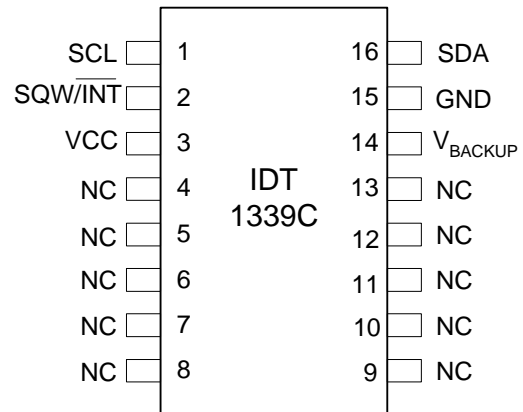 SCL 1 16 SDA
SQW/INT 2 15 GND
VCC 3 14 VBACKUP
NC 4 13 NC
IDT
1339C
NC 5 12 NC
NC 6 11 NC
NC 7 10 NC
NC 8 9 NC